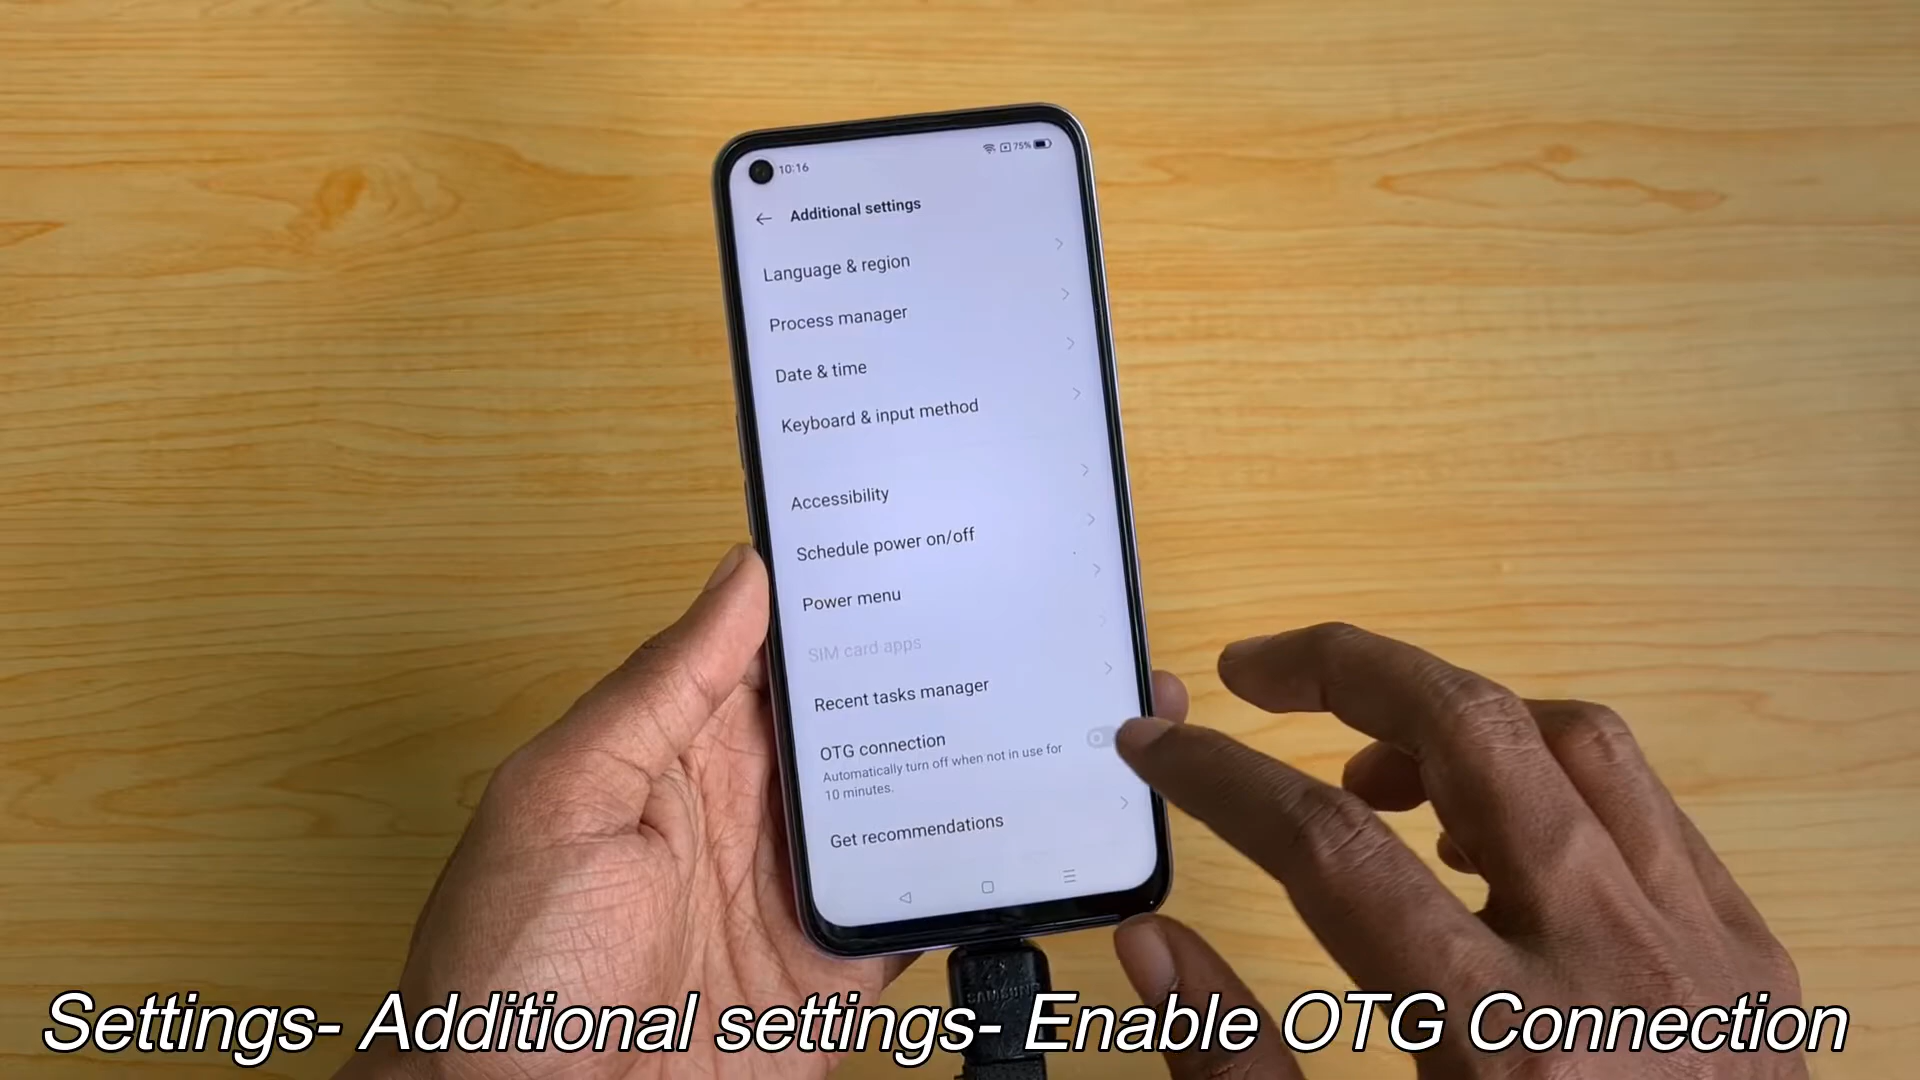 10:16
75%
Additional settings
Language & region
Process manager
Date & time
Keyboard & input method
Accessibility
Schedule power on/off
Power menu
SIM card apps
Recent tasks manager
OTG connection
Automatically turn off when not in use for
10 minutes.
Get recommendations
SAMSUNG
Settings- Additional settings- Enable OTG Connection